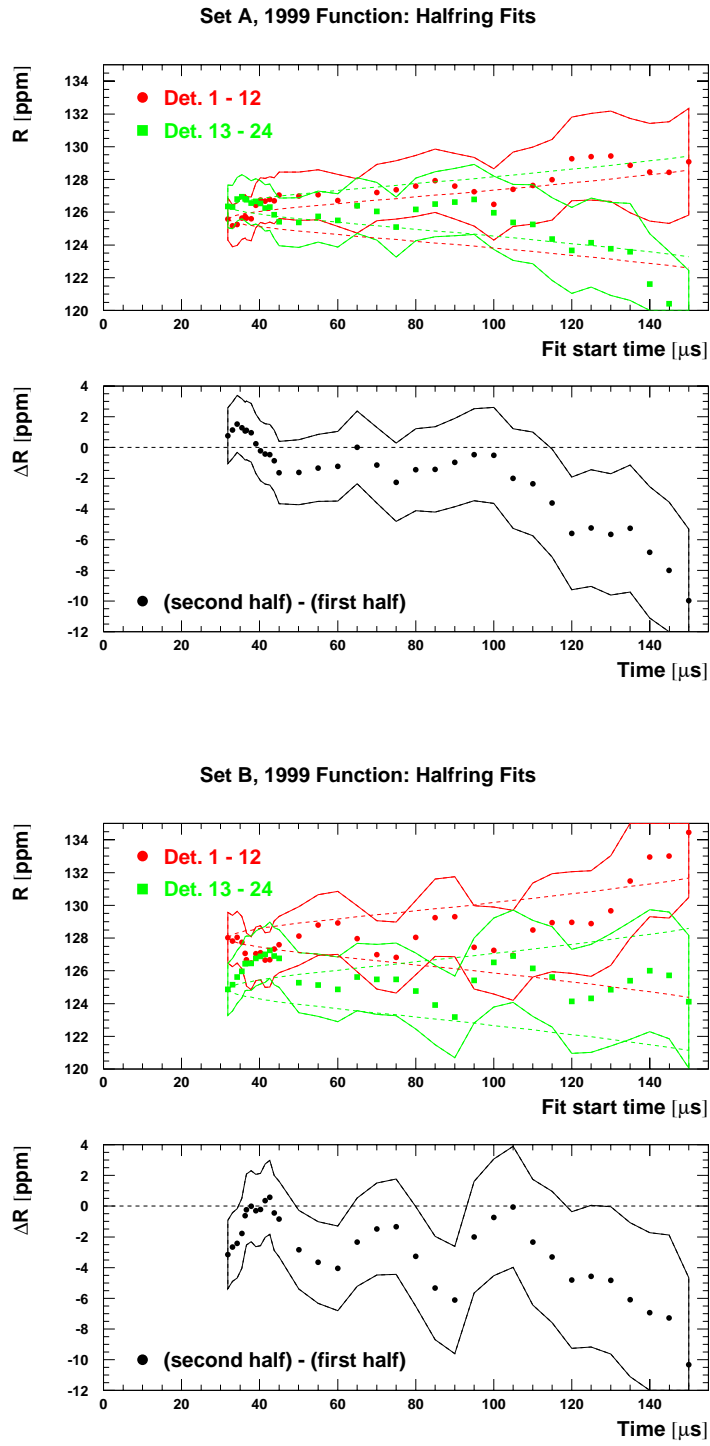 Set A, 1999 Function: Halfring Fits
R [ppm]
134
132
130
128
126
124
122
120
Det. 1 - 12
Det. 13 - 24
0 20 40 60 80 100 120 140
Fit start time [μs]
ΔR [ppm]
4
2
0
-2
-4
-6
-8
-10
-12
(second half) - (first half)
0 20 40 60 80 100 120 140
Time [μs]
Set B, 1999 Function: Halfring Fits
R [ppm]
134
132
130
128
126
124
122
120
Det. 1 - 12
Det. 13 - 24
0 20 40 60 80 100 120 140
Fit start time [μs]
ΔR [ppm]
4
2
0
-2
-4
-6
-8
-10
-12
(second half) - (first half)
0 20 40 60 80 100 120 140
Time [μs]